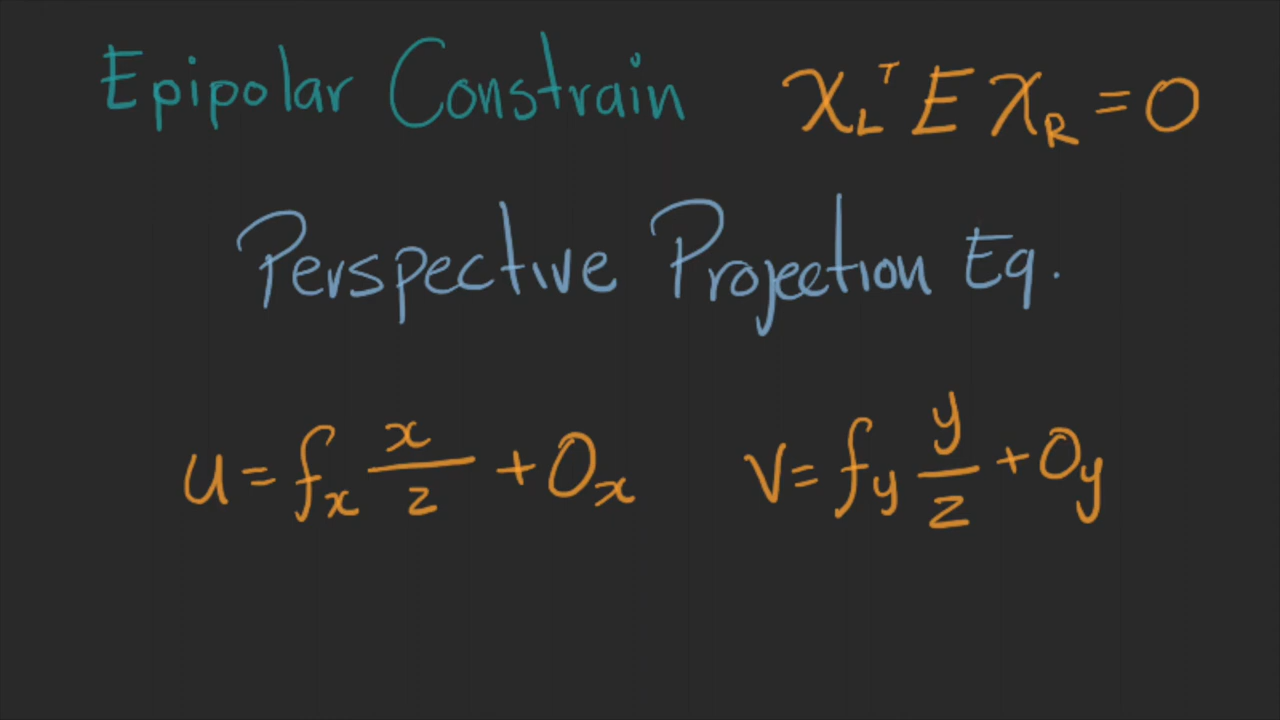 Epipolar Constrain X_L^T E X_R = 0
Perspective Projection Eq.
u = f_x x/z + O_x v = f_y y/z + O_y